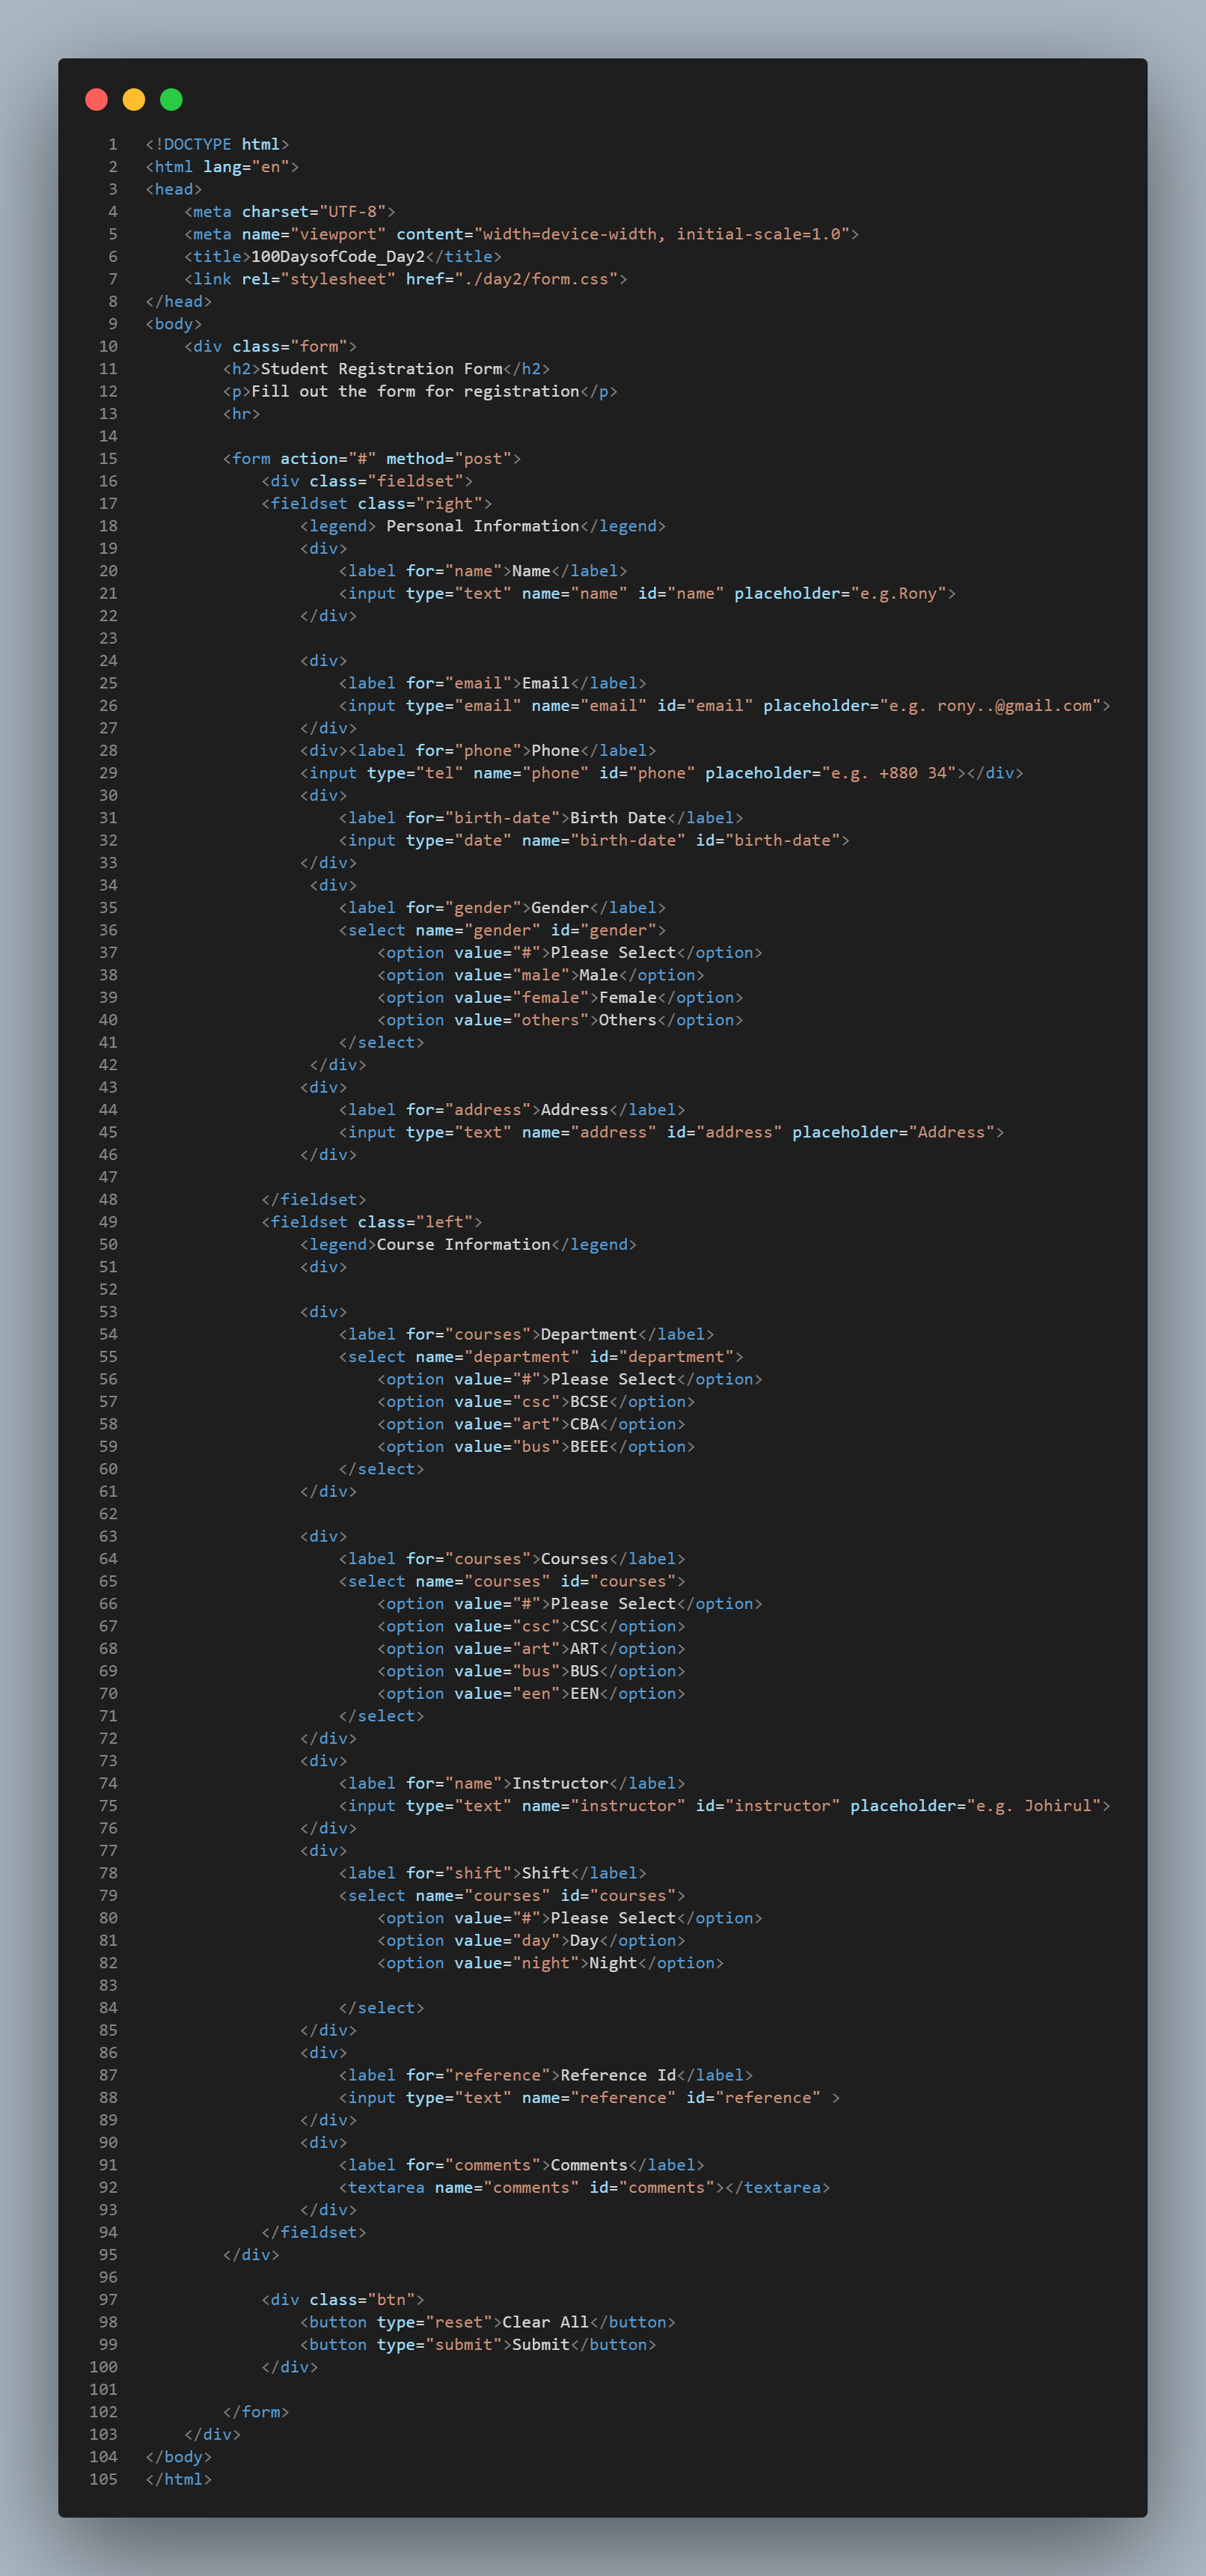 1 <!DOCTYPE html>
2 <html lang="en">
3 <head>
4     <meta charset="UTF-8">
5     <meta name="viewport" content="width=device-width, initial-scale=1.0">
6     <title>100DaysofCode_Day2</title>
7     <link rel="stylesheet" href="./day2/form.css">
8 </head>
9 <body>
10     <div class="form">
11         <h2>Student Registration Form</h2>
12         <p>Fill out the form for registration</p>
13         <hr>
14
15         <form action="#" method="post">
16             <div class="fieldset">
17             <fieldset class="right">
18                 <legend> Personal Information</legend>
19                 <div>
20                     <label for="name">Name</label>
21                     <input type="text" name="name" id="name" placeholder="e.g.Rony">
22                 </div>
23
24                 <div>
25                     <label for="email">Email</label>
26                     <input type="email" name="email" id="email" placeholder="e.g. rony..@gmail.com">
27                 </div>
28                 <div><label for="phone">Phone</label>
29                 <input type="tel" name="phone" id="phone" placeholder="e.g. +880 34"></div>
30                 <div>
31                     <label for="birth-date">Birth Date</label>
32                     <input type="date" name="birth-date" id="birth-date">
33                 </div>
34                  <div>
35                     <label for="gender">Gender</label>
36                     <select name="gender" id="gender">
37                         <option value="#">Please Select</option>
38                         <option value="male">Male</option>
39                         <option value="female">Female</option>
40                         <option value="others">Others</option>
41                     </select>
42                  </div>
43                 <div>
44                     <label for="address">Address</label>
45                     <input type="text" name="address" id="address" placeholder="Address">
46                 </div>
47
48             </fieldset>
49             <fieldset class="left">
50                 <legend>Course Information</legend>
51                 <div>
52
53                 <div>
54                     <label for="courses">Department</label>
55                     <select name="department" id="department">
56                         <option value="#">Please Select</option>
57                         <option value="csc">BCSE</option>
58                         <option value="art">CBA</option>
59                         <option value="bus">BEEE</option>
60                     </select>
61                 </div>
62
63                 <div>
64                     <label for="courses">Courses</label>
65                     <select name="courses" id="courses">
66                         <option value="#">Please Select</option>
67                         <option value="csc">CSC</option>
68                         <option value="art">ART</option>
69                         <option value="bus">BUS</option>
70                         <option value="een">EEN</option>
71                     </select>
72                 </div>
73                 <div>
74                     <label for="name">Instructor</label>
75                     <input type="text" name="instructor" id="instructor" placeholder="e.g. Johirul">
76                 </div>
77                 <div>
78                     <label for="shift">Shift</label>
79                     <select name="courses" id="courses">
80                         <option value="#">Please Select</option>
81                         <option value="day">Day</option>
82                         <option value="night">Night</option>
83
84                     </select>
85                 </div>
86                 <div>
87                     <label for="reference">Reference Id</label>
88                     <input type="text" name="reference" id="reference" >
89                 </div>
90                 <div>
91                     <label for="comments">Comments</label>
92                     <textarea name="comments" id="comments"></textarea>
93                 </div>
94             </fieldset>
95         </div>
96
97             <div class="btn">
98                 <button type="reset">Clear All</button>
99                 <button type="submit">Submit</button>
100             </div>
101
102         </form>
103     </div>
104 </body>
105 </html>